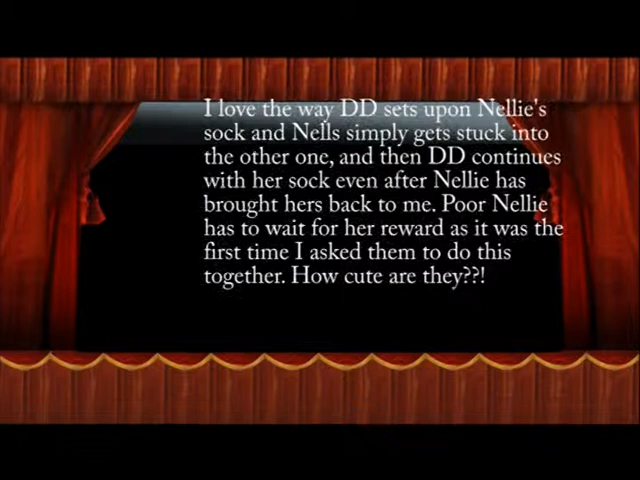 I love the way DD sets upon Nellie's
sock and Nells simply gets stuck into
the other one, and then DD continues
with her sock even after Nellie has
brought hers back to me. Poor Nellie
has to wait for her reward as it was the
first time I asked them to do this
together. How cute are they??!